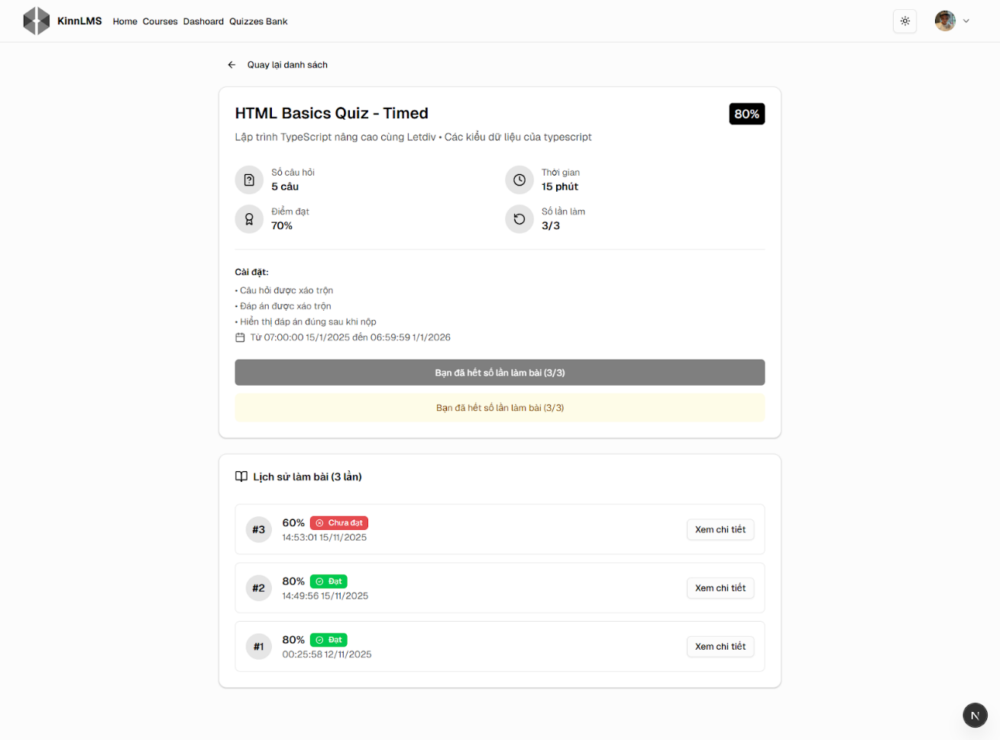 KinnLMS Home Courses Dashoard Quizzes Bank
Quay lại danh sách
HTML Basics Quiz - Timed
80%
Lập trình TypeScript nâng cao cùng Letdiv • Các kiểu dữ liệu của typescript
Số câu hỏi
5 câu
Thời gian
15 phút
Điểm đạt
70%
Số lần làm
3/3
Cài đặt:
• Câu hỏi được xáo trộn
• Đáp án được xáo trộn
• Hiển thị đáp án đúng sau khi nộp
Từ 07:00:00 15/1/2025 đến 06:59:59 1/1/2026
Bạn đã hết số lần làm bài (3/3)
Bạn đã hết số lần làm bài (3/3)
Lịch sử làm bài (3 lần)
#3
60% Chưa đạt
14:53:01 15/11/2025
Xem chi tiết
#2
80% Đạt
14:49:56 15/11/2025
Xem chi tiết
#1
80% Đạt
00:25:58 12/11/2025
Xem chi tiết
N